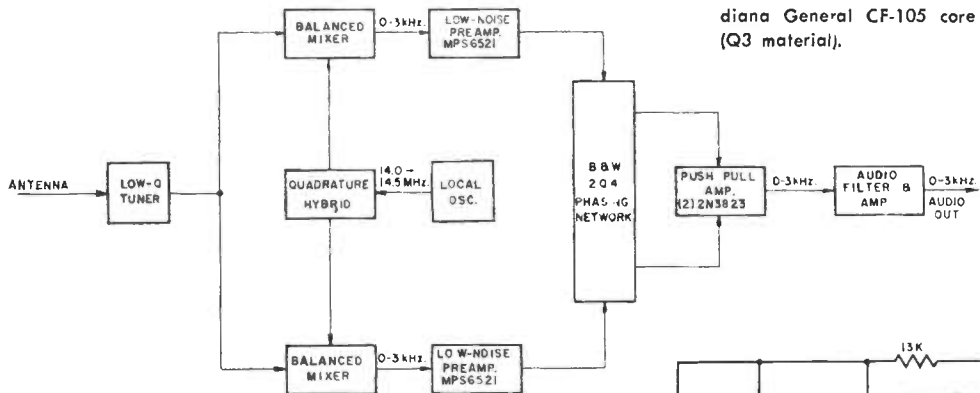 diana General CF-105 core
(Q3 material).
BALANCED
MIXER
0-3kHz.
LOW-NOISE
PREAMP.
MPS6521
ANTENNA
LOW-Q
TUNER
QUADRATURE
HYBRID
14.0→
14.5MHz.
LOCAL
OSC.
B&W
2Q4
PHASING
NETWORK
PUSH PULL
AMP.
(2)2N3823
0-3kHz.
AUDIO
FILTER &
AMP
0-3kHz.
AUDIO
OUT
BALANCED
MIXER
0-3kHz.
LOW-NOISE
PREAMP.
MPS6521
13K